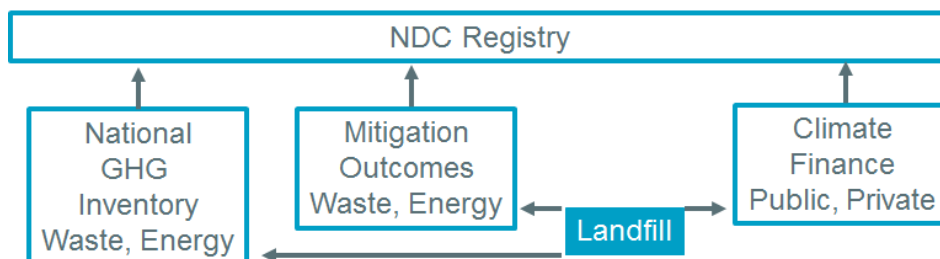 NDC Registry
National
GHG
Inventory
Waste, Energy
Mitigation
Outcomes
Waste, Energy
Climate
Finance
Public, Private
Landfill